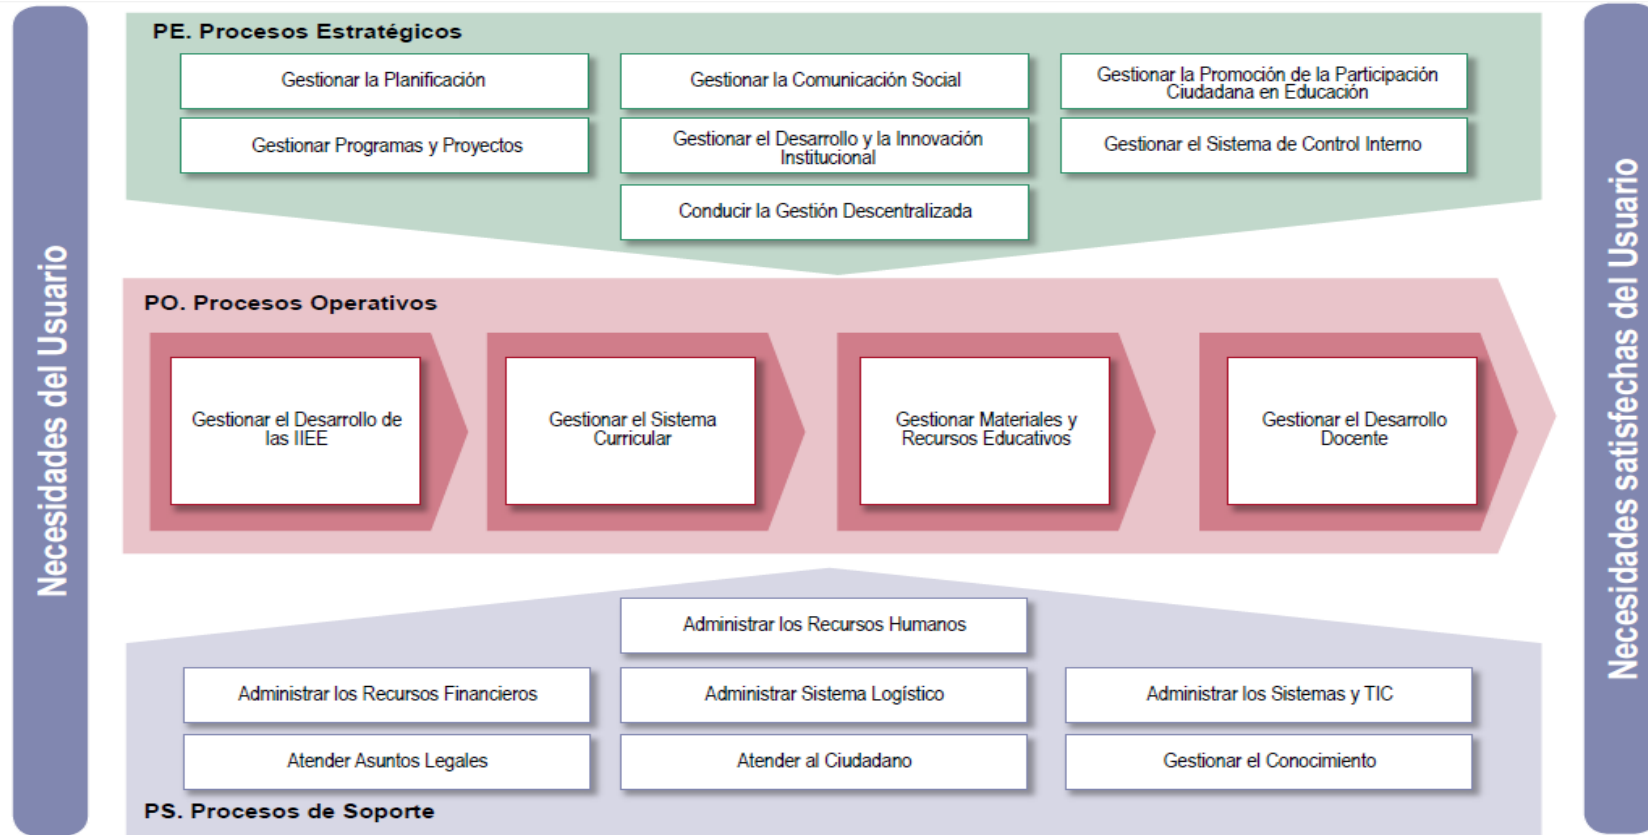 Necesidades del Usuario
PE. Procesos Estratégicos
Gestionar la Planificación
Gestionar la Comunicación Social
Gestionar la Promoción de la Participación
Ciudadana en Educación
Gestionar Programas y Proyectos
Gestionar el Desarrollo y la Innovación
Institucional
Gestionar el Sistema de Control Interno
Conducir la Gestión Descentralizada
PO. Procesos Operativos
Gestionar el Desarrollo de
las IIEE
Gestionar el Sistema
Curricular
Gestionar Materiales y
Recursos Educativos
Gestionar el Desarrollo
Docente
Administrar los Recursos Humanos
Administrar los Recursos Financieros
Administrar Sistema Logístico
Administrar los Sistemas y TIC
Atender Asuntos Legales
Atender al Ciudadano
Gestionar el Conocimiento
PS. Procesos de Soporte
Necesidades satisfechas del Usuario